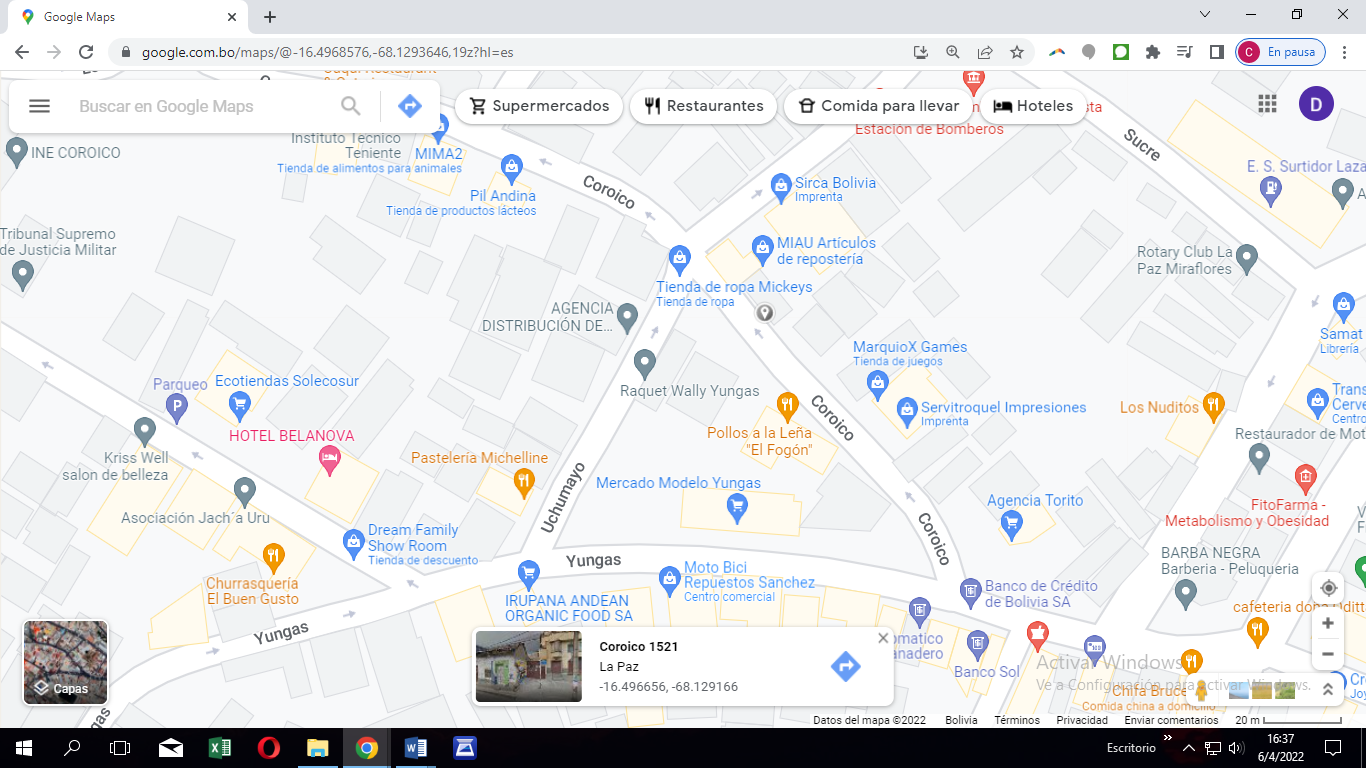 Google Maps
google.com.bo/maps/@-16.4968576,-68.1293646,19z?hl=es
C
En pausa
Buscar en Google Maps
Supermercados
Restaurantes
Comida para llevar
Hoteles
D
Estación de Bomberos
Sucre
INE COROICO
Instituto Tecnico
Teniente
MIMA2
Tienda de alimentos para animales
Pil Andina
Tienda de productos lácteos
Coroico
Sirca Bolivia
Imprenta
E. S. Surtidor Laza
MIAU Artículos
de repostería
Tribunal Supremo
de Justicia Militar
Rotary Club La
Paz Miraflores
Tienda de ropa Mickeys
Tienda de ropa
AGENCIA
DISTRIBUCIÓN DE...
Samat
Librería
MarquioX Games
Tienda de juegos
Raquet Wally Yungas
Parqueo
Ecotiendas Solecosur
Servitroquel Impresiones
Imprenta
Los Nuditos
Trans
Cerve
Centro
Coroico
Pollos a la Leña
"El Fogón"
HOTEL BELANOVA
Restaurador de Mot
Kriss Well
salon de belleza
Pastelería Michelline
Mercado Modelo Yungas
Uchumayo
Agencia Torito
FitoFarma -
Metabolismo y Obesidad
Asociación Jach´a Uru
Coroico
Dream Family
Show Room
Tienda de descuento
BARBA NEGRA
Barberia - Peluqueria
Yungas
Moto Bici
Repuestos Sanchez
Centro comercial
Banco de Crédito
de Bolivia SA
Churrasquería
El Buen Gusto
IRUPANA ANDEAN
ORGANIC FOOD SA
Yungas
Banco Sol
Chifa Bruce
Comida china a domicilio
Capas
Coroico 1521
La Paz
-16.496656, -68.129166
Activar Windows
Ve a Configuración para activar Windows.
Datos del mapa ©2022
Bolivia
Términos
Privacidad
Enviar comentarios
20 m
Escritorio
16:37
6/4/2022